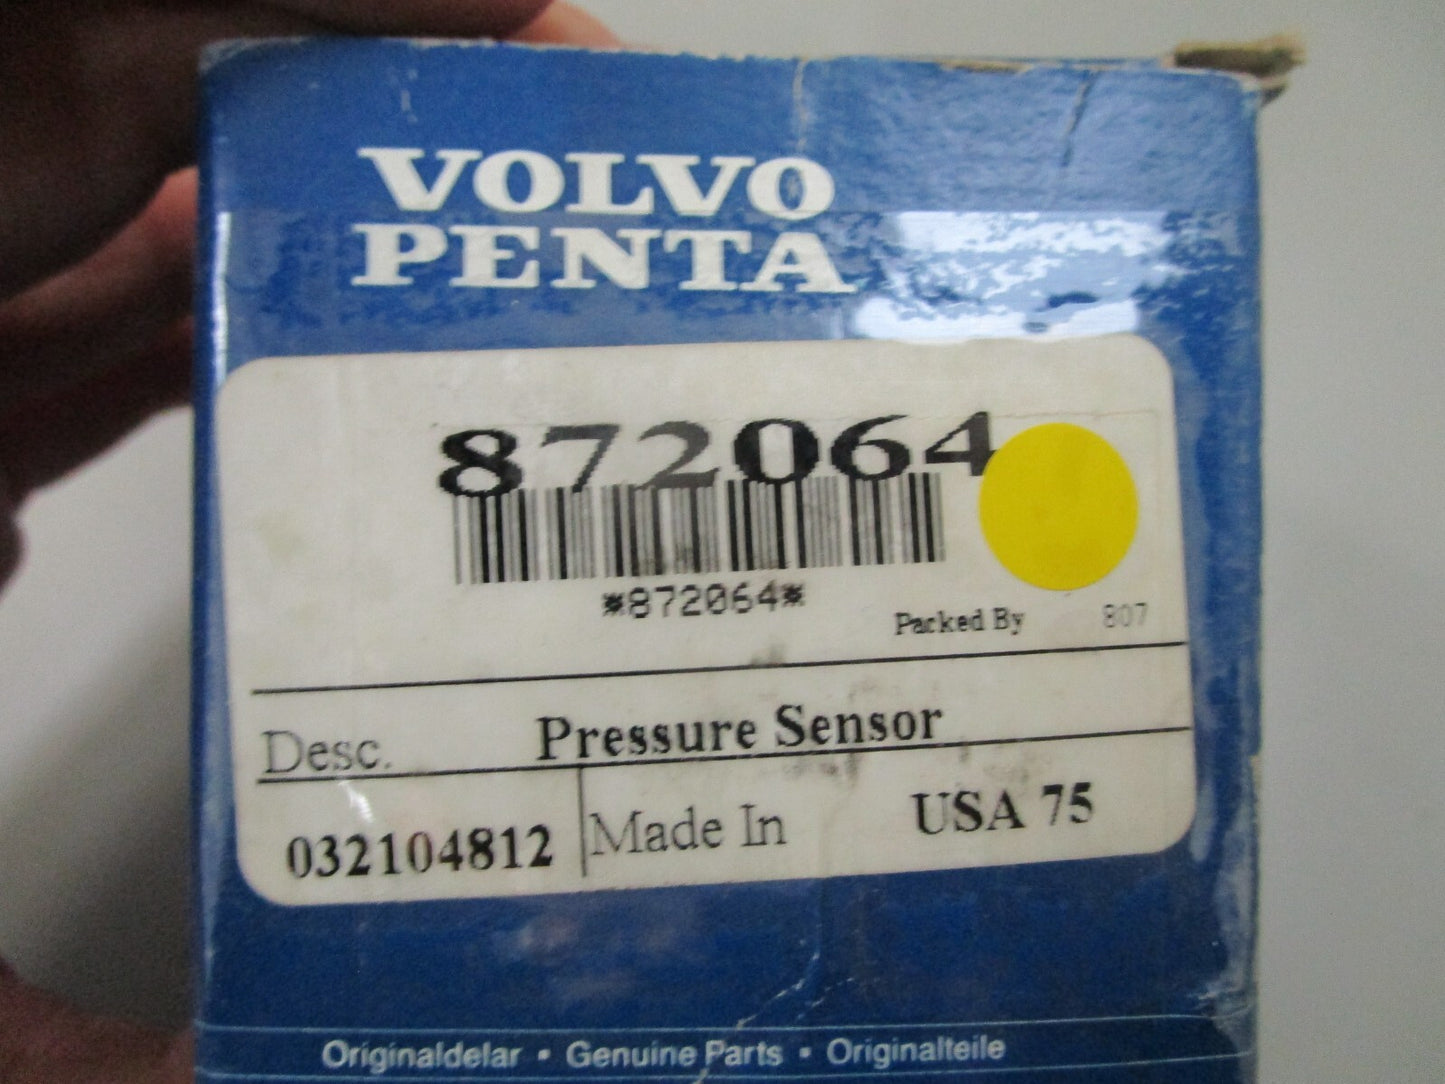 VOLVO
PENTA
872064
*872064*
Packed By 807
Desc. Pressure Sensor
032104812 Made In USA 75
Originaldelar • Genuine Parts • Originalteile